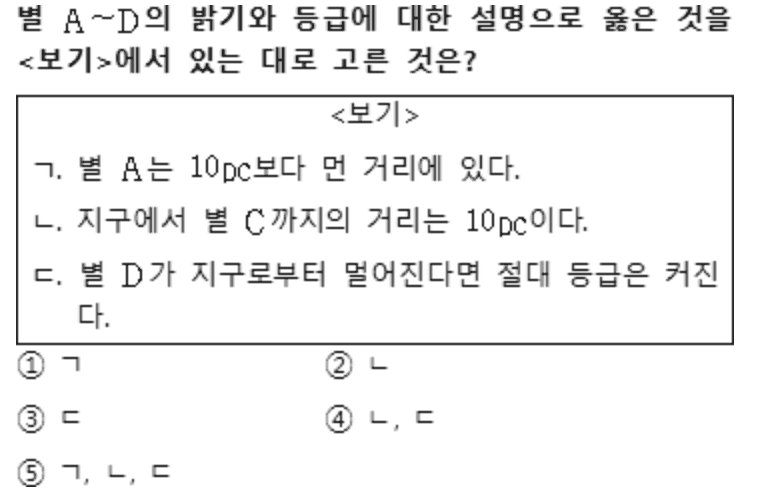 별 A~D의 밝기와 등급에 대한 설명으로 옳은 것을
<보기>에서 있는 대로 고른 것은?
<보기>
ㄱ. 별 A는 10pc보다 먼 거리에 있다.
ㄴ. 지구에서 별 C까지의 거리는 10pc이다.
ㄷ. 별 D가 지구로부터 멀어진다면 절대 등급은 커진
다.
① ㄱ ② ㄴ
③ ㄷ ④ ㄴ, ㄷ
⑤ ㄱ, ㄴ, ㄷ